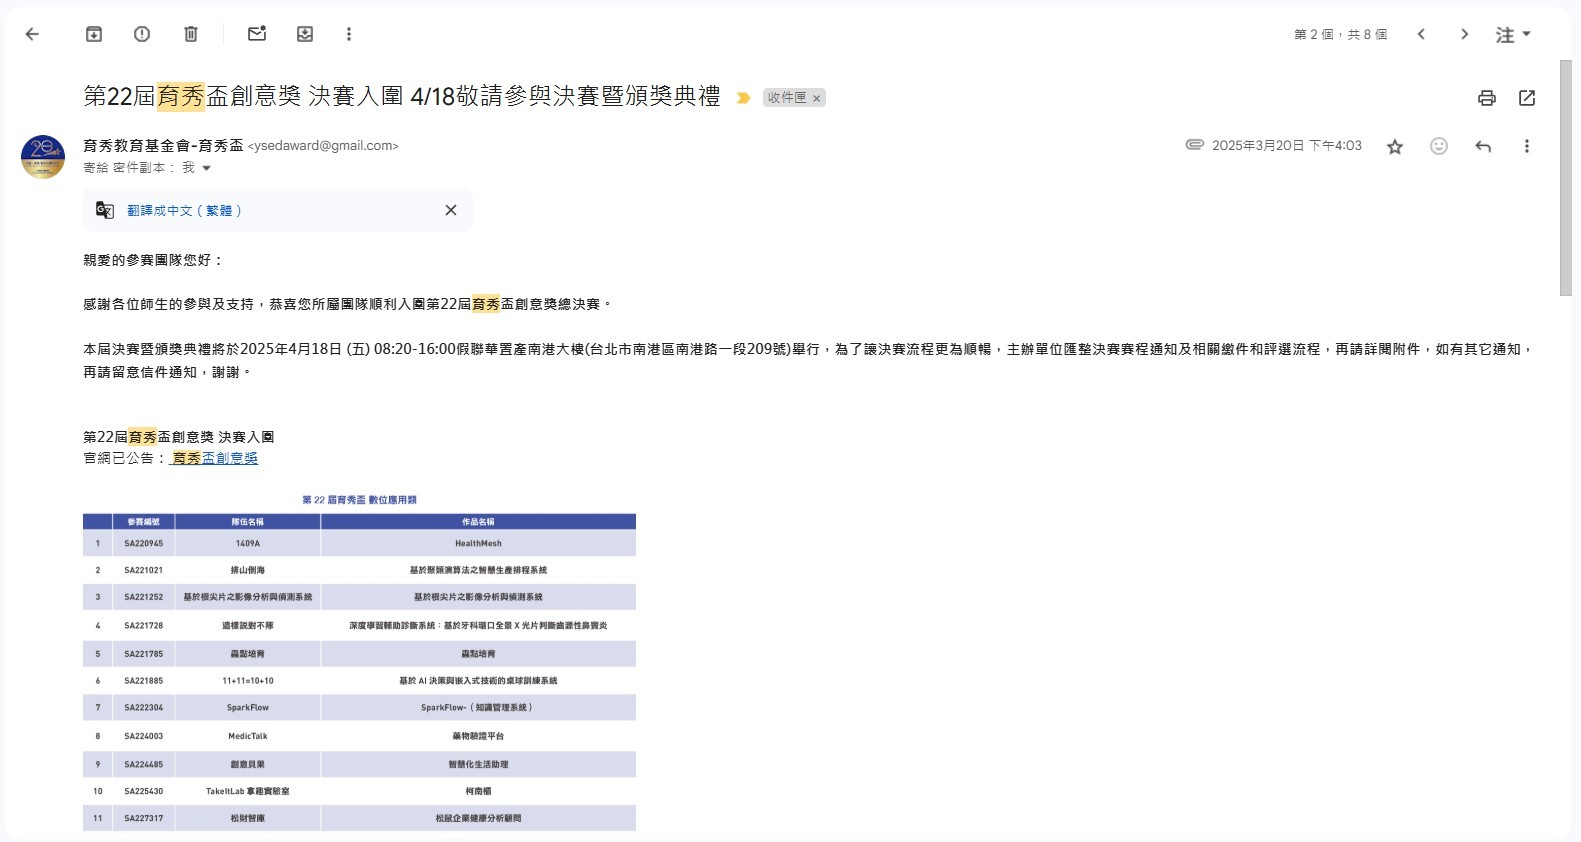 第 2 個，共 8 個
注
第22屆育秀盃創意獎 決賽入圍 4/18敬請參與決賽暨頒獎典禮
收件匣 ×
育秀教育基金會-育秀盃 <ysedaward@gmail.com>
2025年3月20日 下午4:03
寄給 密件副本： 我
翻譯成中文（繁體）
親愛的參賽團隊您好：
感謝各位師生的參與及支持，恭喜您所屬團隊順利入圍第22屆育秀盃創意獎總決賽。
本屆決賽暨頒獎典禮將於2025年4月18日 (五) 08:20-16:00假聯華置產南港大樓(台北市南港區南港路一段209號)舉行，為了讓決賽流程更為順暢，主辦單位匯整決賽賽程通知及相關繳件和評選流程，再請詳閱附件，如有其它通知，
再請留意信件通知，謝謝。
第22屆育秀盃創意獎 決賽入圍
官網已公告： 育秀盃創意獎
第 22 屆育秀盃 數位應用類
參賽編號 隊伍名稱 作品名稱
1 SA220945 1409A HealthMesh
2 SA221021 排山倒海 基於聚類演算法之智慧生產排程系統
3 SA221252 基於根尖片之影像分析與偵測系統 基於根尖片之影像分析與偵測系統
4 SA221728 這樣說對不隊 深度學習輔助診斷系統：基於牙科環口全景 X 光片判斷齒源性鼻竇炎
5 SA221785 蟲點培育 蟲點培育
6 SA221885 11+11=10+10 基於 AI 決策與嵌入式技術的桌球訓練系統
7 SA222304 SparkFlow SparkFlow-（知識管理系統）
8 SA224003 MedicTalk 藥物驗證平台
9 SA224485 創意貝果 智慧化生活助理
10 SA225430 TakeItLab 拿趣實驗室 柯南櫃
11 SA227317 松財智庫 松鼠企業健康分析顧問